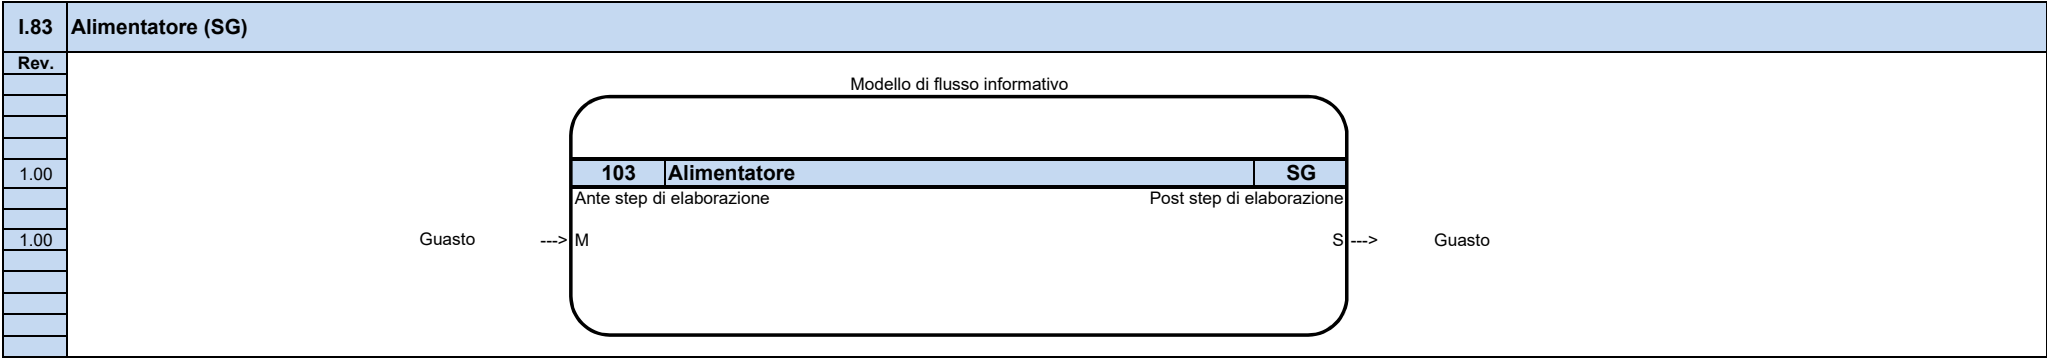 I.83 Alimentatore (SG)
Rev.
Modello di flusso informativo
1.00 103 Alimentatore SG
Ante step di elaborazione Post step di elaborazione
1.00 Guasto ---> M S ---> Guasto